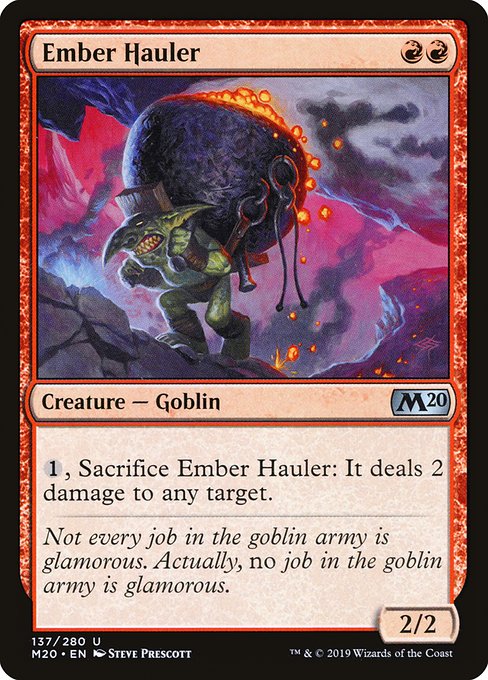 Ember Hauler
Creature — Goblin
M20
1, Sacrifice Ember Hauler: It deals 2
damage to any target.
Not every job in the goblin army is
glamorous. Actually, no job in the goblin
army is glamorous.
2/2
137/280 U
M20 • EN Steve Prescott
™ & © 2019 Wizards of the Coast